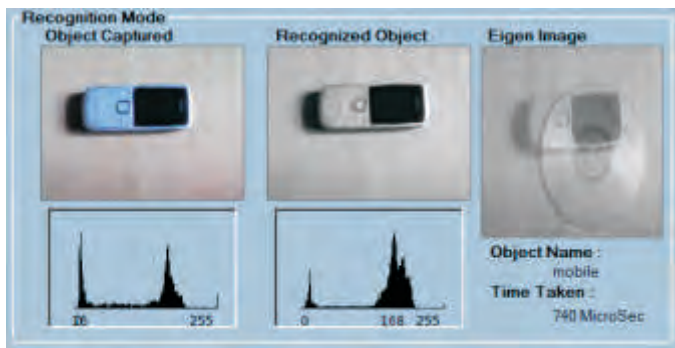 Recognition Mode
Object Captured
Recognized Object
Eigen Image
255
0 168 255
Object Name :
mobile
Time Taken :
740 MicroSec